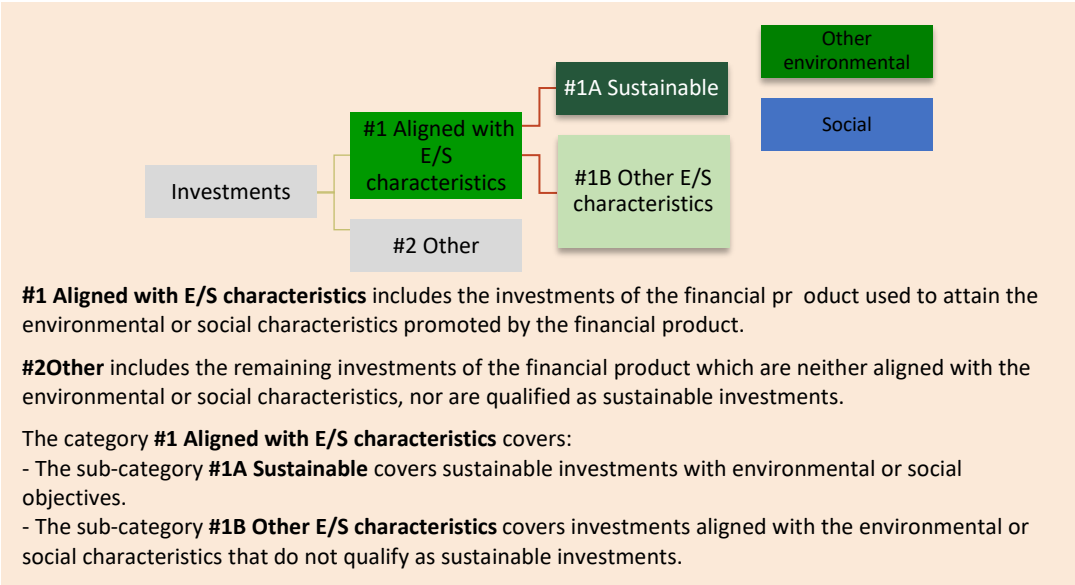 Other
environmental
#1A Sustainable
Social
#1 Aligned with
E/S
characteristics
#1B Other E/S
characteristics
Investments
#2 Other
#1 Aligned with E/S characteristics includes the investments of the financial pr oduct used to attain the
environmental or social characteristics promoted by the financial product.
#2Other includes the remaining investments of the financial product which are neither aligned with the
environmental or social characteristics, nor are qualified as sustainable investments.
The category #1 Aligned with E/S characteristics covers:
- The sub-category #1A Sustainable covers sustainable investments with environmental or social
objectives.
- The sub-category #1B Other E/S characteristics covers investments aligned with the environmental or
social characteristics that do not qualify as sustainable investments.